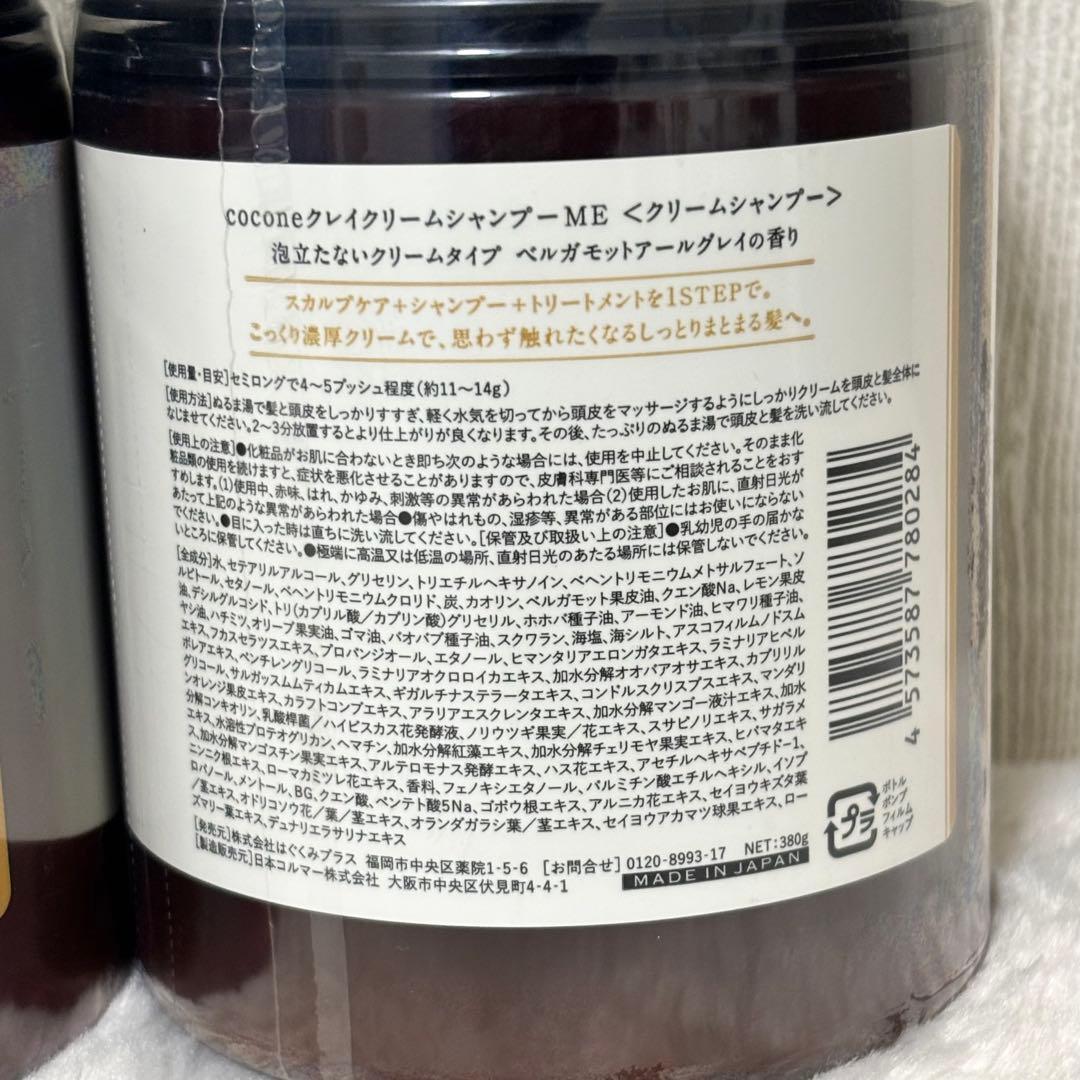 coconeクレイクリームシャンプーME <クリームシャンプー>
泡立たないクリームタイプ ベルガモットアールグレイの香り
スカルプケア+シャンプー+トリートメントを1STEPで。
こっくり濃厚クリームで、思わず触れたくなるしっとりまとまる髪へ。
[使用量・目安]セミロングで4〜5プッシュ程度(約11〜14g)
[使用方法]ぬるま湯で髪と頭皮をしっかりすすぎ、軽く水気を切ってから頭皮をマッサージするようにしっかりクリームを頭皮と髪全体に
なじませてください。2〜3分放置するとより仕上がりが良くなります。その後、たっぷりのぬるま湯で頭皮と髪を洗い流してください。
[使用上の注意]●化粧品がお肌に合わないとき即ち次のような場合には、使用を中止してください。そのまま化
粧品類の使用を続けますと、症状を悪化させることがありますので、皮膚科専門医等にご相談されることをおす
すめします。(1)使用中、赤味、はれ、かゆみ、刺激等の異常があらわれた場合(2)使用したお肌に、直射日光が
あたって上記のような異常があらわれた場合●傷やはれもの、湿疹等、異常がある部位にはお使いにならない
でください。●目に入った時は直ちに洗い流してください。[保管及び取扱い上の注意]●乳幼児の手の届かな
いところに保管してください。●極端に高温又は低温の場所、直射日光のあたる場所には保管しないでください。
[全成分]水、セテアリルアルコール、グリセリン、トリエチルヘキサノイン、ベヘントリモニウムメトサルフェート、ソ
ルビトール、セタノール、ベヘントリモニウムクロリド、炭、カオリン、ベルガモット果皮油、クエン酸Na、レモン果皮
油、デシルグルコシド、トリ(カプリル酸/カプリン酸)グリセリル、ホホバ種子油、アーモンド油、ヒマワリ種子油、
ヤシ油、ハチミツ、オリーブ果実油、ゴマ油、バオバブ種子油、スクワラン、海塩、海シルト、アスコフィルムノドスム
エキス、フカスセラツスエキス、プロパンジオール、エタノール、ヒマンタリアエロンガタエキス、ラミナリアヒペル
ボレアエキス、ペンチレングリコール、ラミナリアオクロロイカエキス、加水分解オオバアオサエキス、カプリリル
グリコール、サルガッスムムティカムエキス、ギガルチナステラータエキス、コンドルスクリスプスエキス、マンダリ
ンオレンジ果皮エキス、カラフトコンブエキス、アラリアエスクレンタエキス、加水分解マンゴー液汁エキス、加水
分解コンキオリン、乳酸桿菌/ハイビスカス花発酵液、ノリウツギ果実/花エキス、スサビノリエキス、サガラメ
エキス、水溶性プロテオグリカン、ヘマチン、加水分解紅藻エキス、加水分解チェリモヤ果実エキス、ヒバマタエキ
ス、加水分解マンゴスチン果実エキス、アルテロモナス発酵エキス、ハス花エキス、アセチルヘキサペプチド-1、
ニンニク根エキス、ローマカミツレ花エキス、香料、フェノキシエタノール、パルミチン酸エチルヘキシル、イソプ
ロパノール、メントール、BG、クエン酸、ペンテト酸5Na、ゴボウ根エキス、アルニカ花エキス、セイヨウキズタ葉
/茎エキス、オドリコソウ花/葉/茎エキス、オランダガラシ葉/茎エキス、セイヨウアカマツ球果エキス、ロー
ズマリー葉エキス、デュナリエラサリナエキス
[発売元]株式会社はぐくみプラス 福岡市中央区薬院1-5-6 [お問合せ]0120-8993-17 NET:380g
[製造販売元]日本コルマー株式会社 大阪市中央区伏見町4-4-1 MADE IN JAPAN
4 573587 780284
プラ
ボトル
ポンプ
フィルム
キャップ